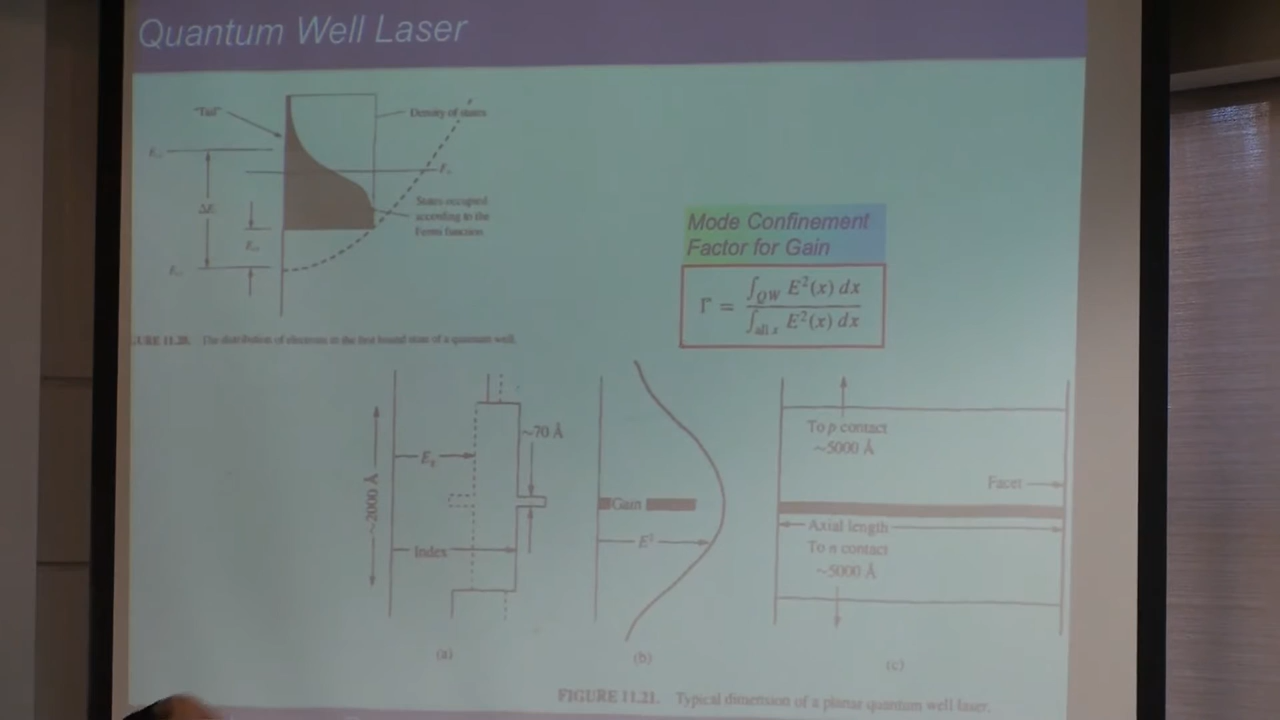 Quantum Well Laser
"Tail"
Density of states
ΔE
States occupied
according to the
Fermi function
URE 11.20. The distribution of electrons in the first bound state of a quantum well.
Mode Confinement
Factor for Gain
Γ = ∫QW E²(x) dx / ∫all x E²(x) dx
~2000 Å
Eg
~70 Å
Index
(a)
Gain
E²
(b)
To p contact
~5000 Å
Facet
Axial length
To n contact
~5000 Å
(c)
FIGURE 11.21. Typical dimension of a planar quantum well laser.